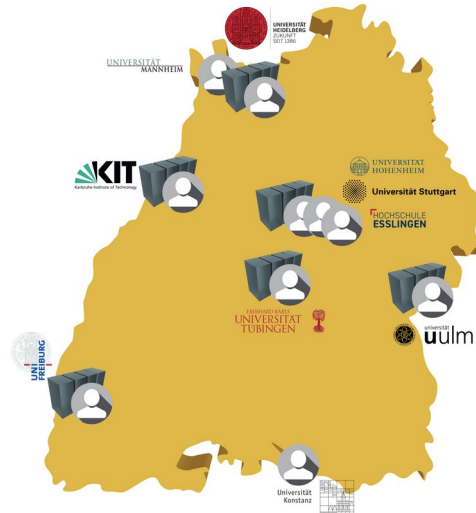 UNIVERSITÄT
HEIDELBERG
ZUKUNFT
SEIT 1386
UNIVERSITÄT
MANNHEIM
KIT
Karlsruhe Institute of Technology
UNIVERSITÄT
HOHENHEIM
Universität Stuttgart
HOCHSCHULE
ESSLINGEN
EBERHARD KARLS
UNIVERSITÄT
TÜBINGEN
universität
uulm
UNI
FREIBURG
Universität
Konstanz